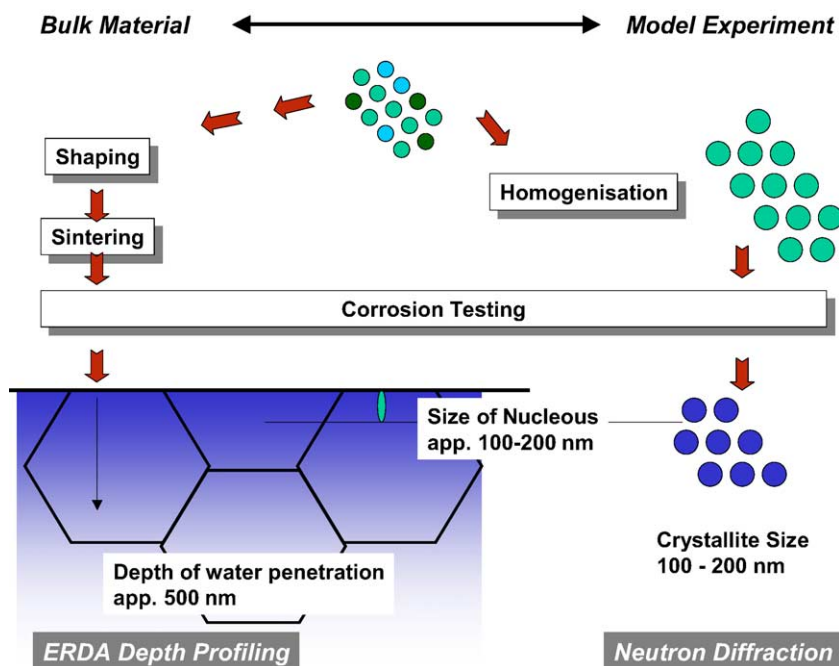 Bulk Material
Model Experiment
Shaping
Homogenisation
Sintering
Corrosion Testing
Size of Nucleous
app. 100-200 nm
Crystallite Size
100 - 200 nm
Depth of water penetration
app. 500 nm
ERDA Depth Profiling
Neutron Diffraction